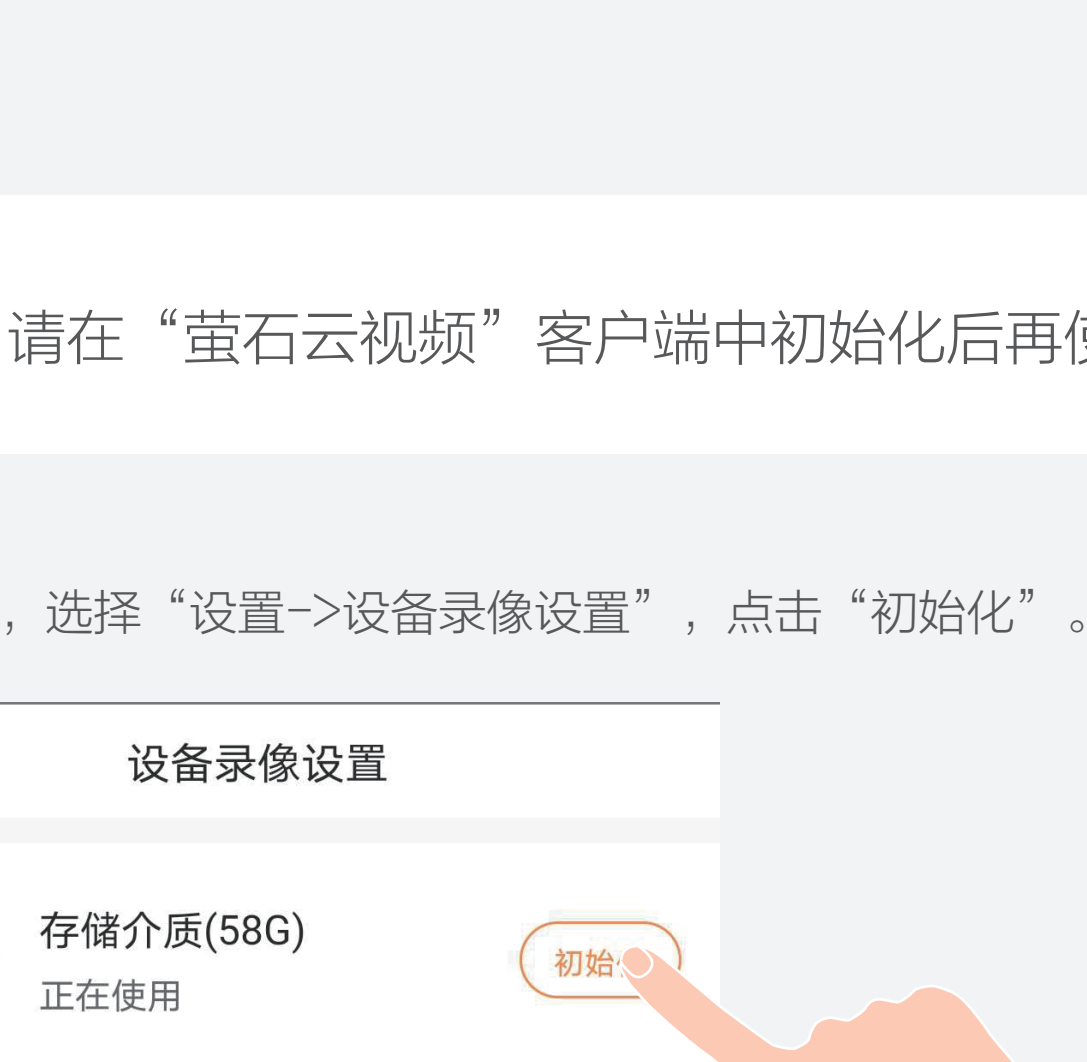 请在“萤石云视频”客户端中初始化后再
，选择“设置->设备录像设置”，点击“初始化”。
设备录像设置
存储介质(58G)
初始
正在使用